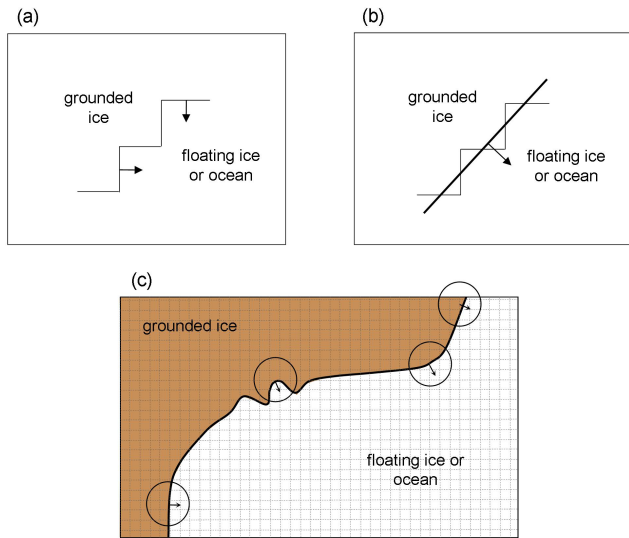 (a)
grounded
ice
floating ice
or ocean
(b)
grounded
ice
floating ice
or ocean
(c)
grounded ice
floating ice or
ocean